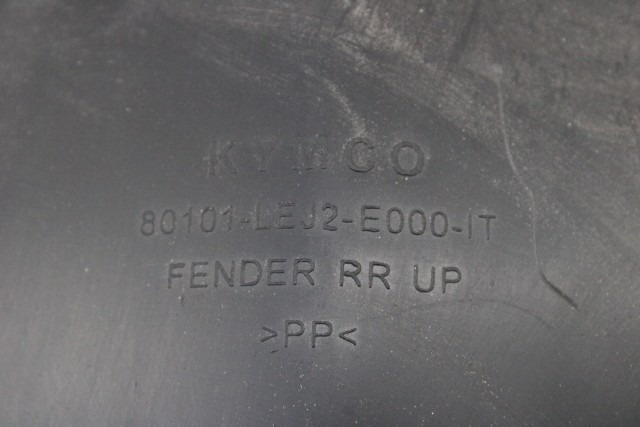 KYMCO
80101-LEJ2-E000-IT
FENDER RR UP
>PP<